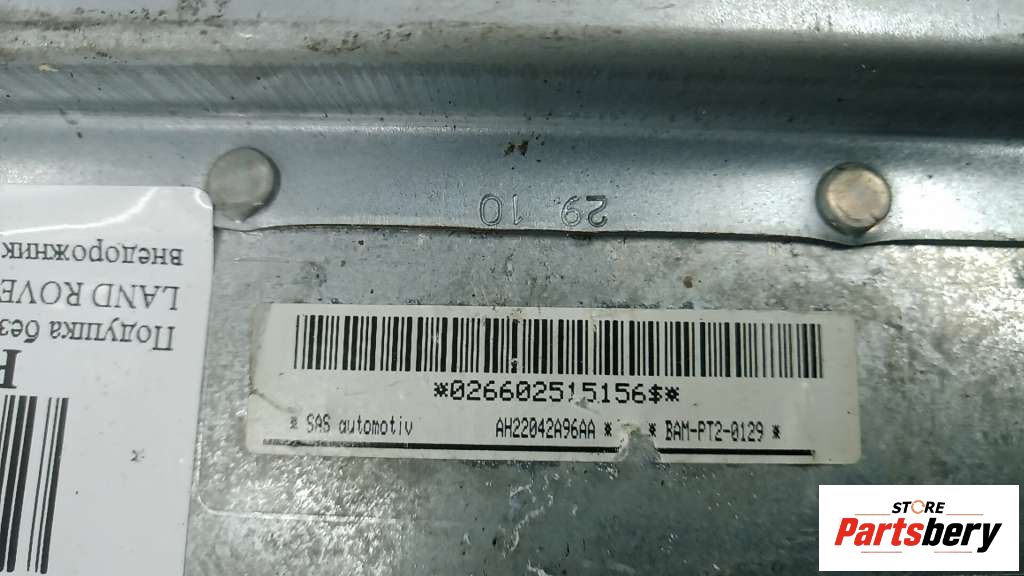 29 10
Подушка без
LAND ROVE
внедорожник
*026602515156$*
* SAS automotiv AH22042A96AA * * BAM-PT2-0129 *
STORE
Partsbery